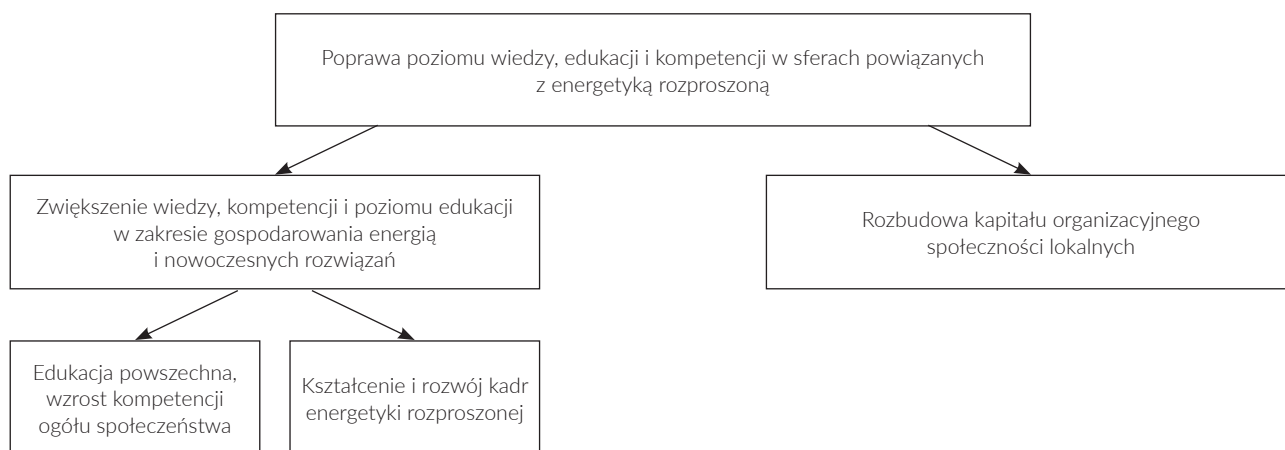 Poprawa poziomu wiedzy, edukacji i kompetencji w sferach powiązanych
z energetyką rozproszoną
Zwiększenie wiedzy, kompetencji i poziomu edukacji
w zakresie gospodarowania energią
i nowoczesnych rozwiązań
Rozbudowa kapitału organizacyjnego
społeczności lokalnych
Edukacja powszechna,
wzrost kompetencji
ogółu społeczeństwa
Kształcenie i rozwój kadr
energetyki rozproszonej